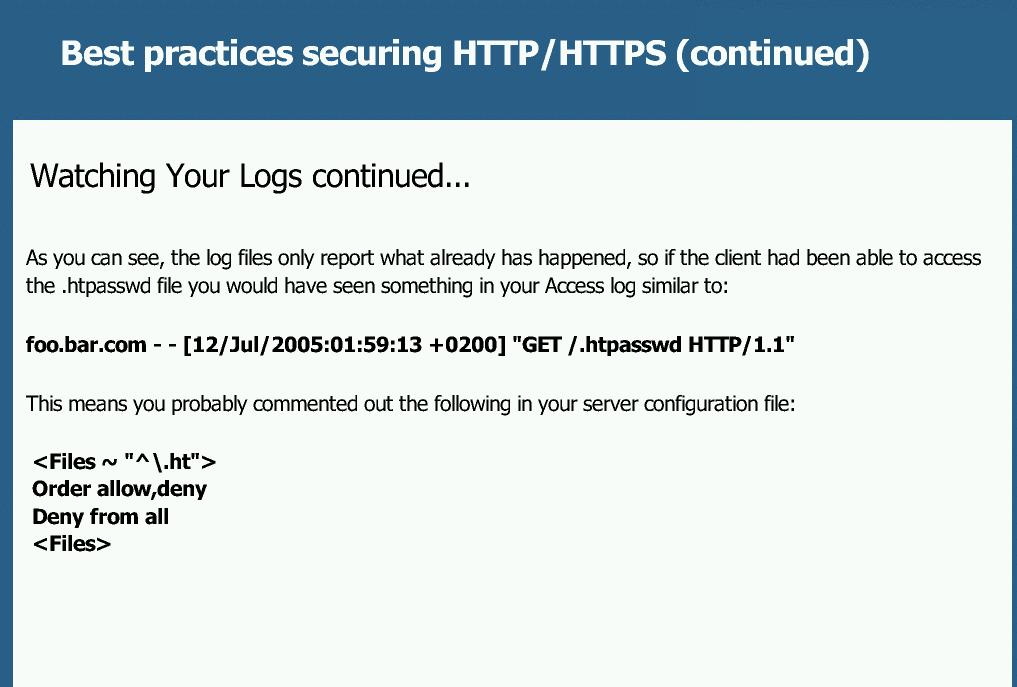 Best practices securing HTTP/HTTPS (continued)
Watching Your Logs continued...
As you can see, the log files only report what already has happened, so if the client had been able to access
the .htpasswd file you would have seen something in your Access log similar to:
foo.bar.com - - [12/Jul/2005:01:59:13 +0200] "GET /.htpasswd HTTP/1.1"
This means you probably commented out the following in your server configuration file:
<Files ~ "^\.ht">
Order allow,deny
Deny from all
<Files>